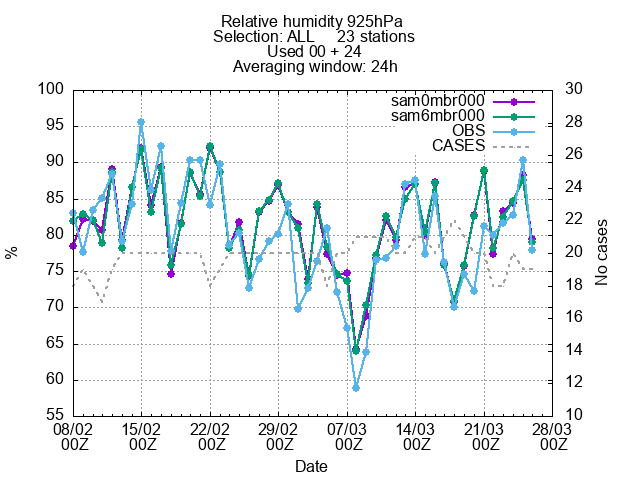 Relative humidity 925hPa
Selection: ALL 23 stations
Used 00 + 24
Averaging window: 24h
100
95
90
85
80
75
70
65
60
55
%
30
28
26
24
22
20
18
16
14
12
10
No cases
sam0mbr000
sam6mbr000
OBS
CASES
08/02 15/02 22/02 29/02 07/03 14/03 21/03 28/03
00Z 00Z 00Z 00Z 00Z 00Z 00Z 00Z
Date